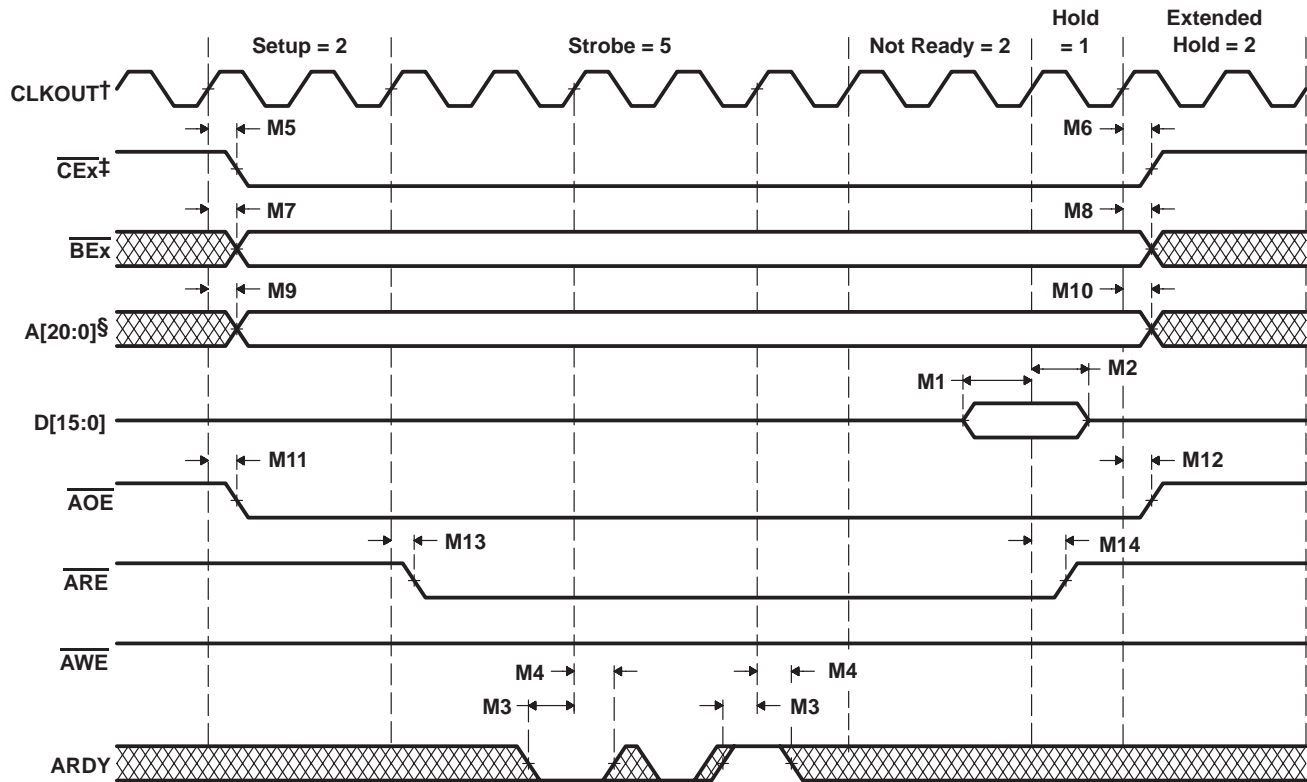 Setup = 2
Strobe = 5
Not Ready = 2
Hold
= 1
Extended
Hold = 2
CLKOUT†
M5
M6
CEx‡
M7
M8
BEx
M9
M10
A[20:0]§
M1
M2
D[15:0]
M11
M12
AOE
M13
M14
ARE
AWE
M4
M4
M3
M3
ARDY